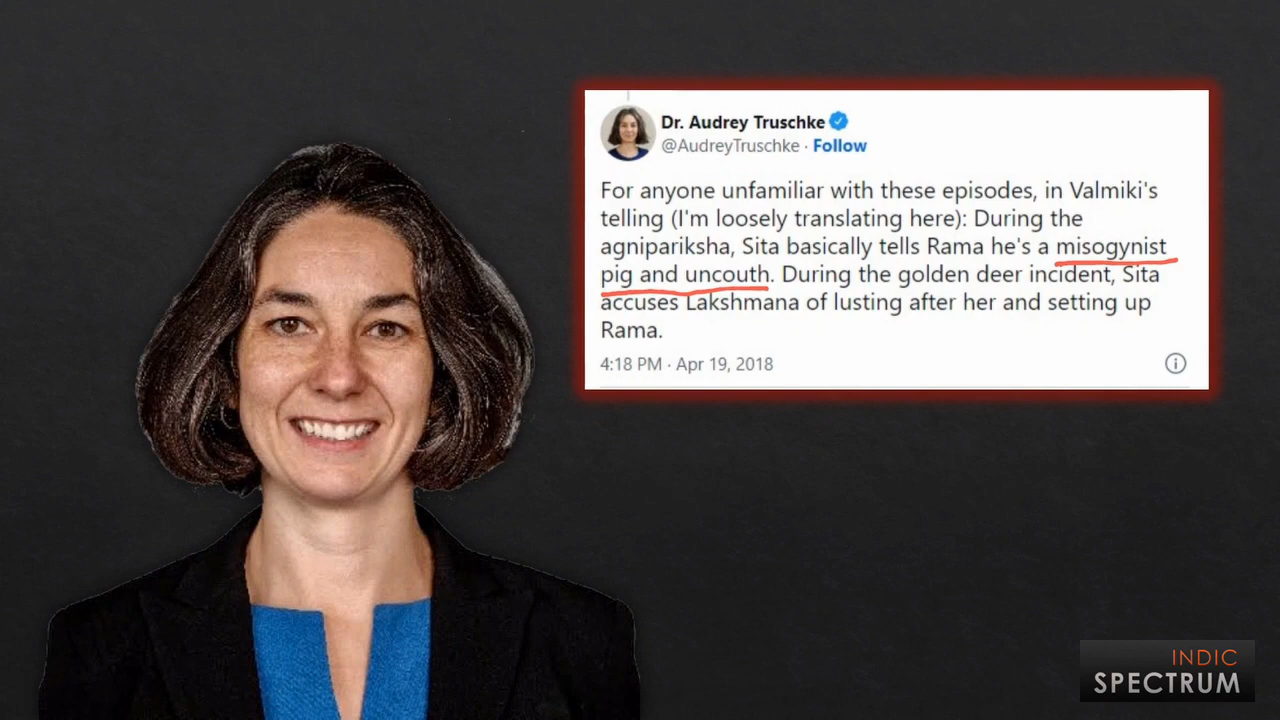 Dr. Audrey Truschke
@AudreyTruschke · Follow
For anyone unfamiliar with these episodes, in Valmiki's
telling (I'm loosely translating here): During the
agnipariksha, Sita basically tells Rama he's a misogynist
pig and uncouth. During the golden deer incident, Sita
accuses Lakshmana of lusting after her and setting up
Rama.
4:18 PM · Apr 19, 2018
INDIC
SPECTRUM